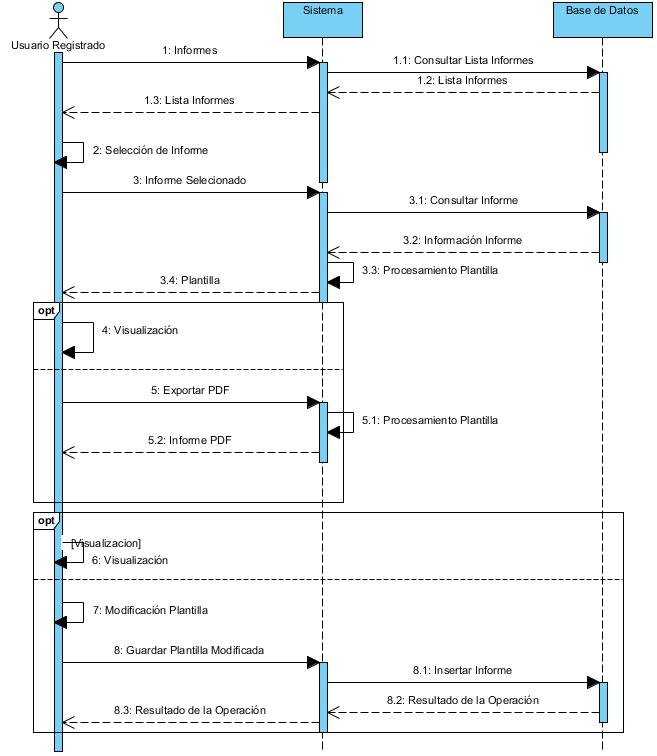 Sistema
Base de Datos
Usuario Registrado
1: Informes
1.1: Consultar Lista Informes
1.2: Lista Informes
1.3: Lista Informes
2: Selección de Informe
3: Informe Selecionado
3.1: Consultar Informe
3.2: Información Informe
3.3: Procesamiento Plantilla
3.4: Plantilla
opt
4: Visualización
5: Exportar PDF
5.1: Procesamiento Plantilla
5.2: Informe PDF
opt
[Visualizacion]
6: Visualización
7: Modificación Plantilla
8: Guardar Plantilla Modificada
8.1: Insertar Informe
8.2: Resultado de la Operación
8.3: Resultado de la Operación